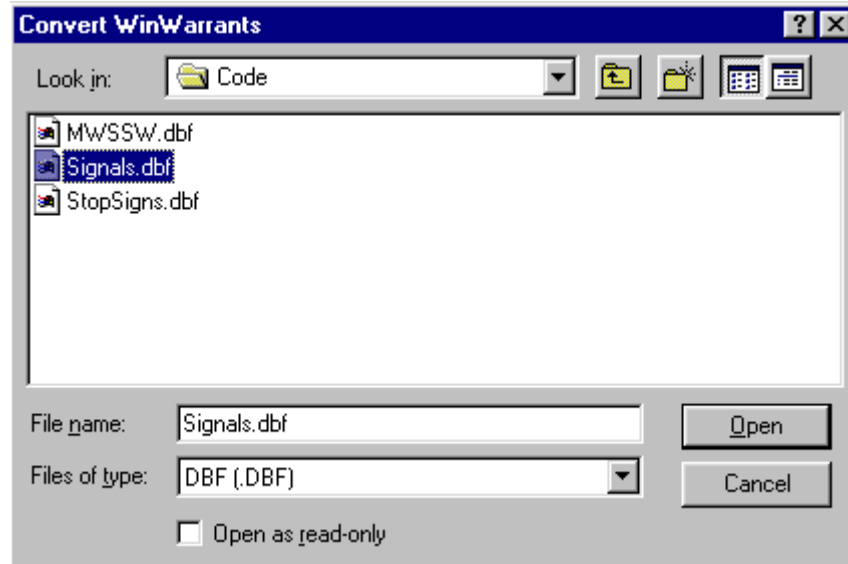 Convert WinWarrants
Look in: Code
MWSSW.dbf
Signals.dbf
StopSigns.dbf
File name: Signals.dbf Open
Files of type: DBF (.DBF) Cancel
Open as read-only